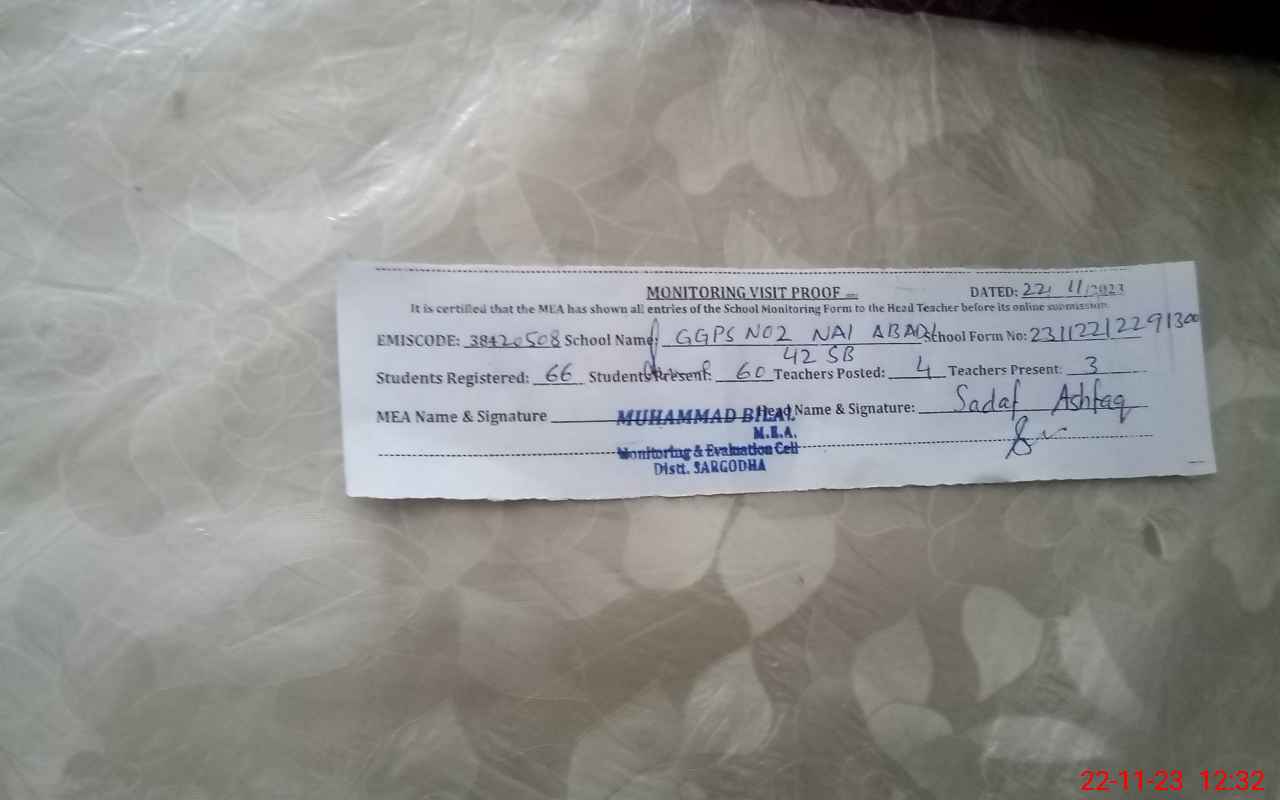 MONITORING VISIT PROOF
DATED: 22/11/2023
It is certified that the MEA has shown all entries of the School Monitoring Form to the Head Teacher before its online submission.
EMISCODE: 38420508 School Name: GGPS NO2 NAI ABADI School Form No:
42 SB
Students Registered: 66 Students Present: 60 Teachers Posted: 4 Teachers Present: 3
MEA Name & Signature MUHAMMAD BILAL Head Name & Signature: Sadaf Ashfaq
M.E.A.
Monitoring & Evaluation Cell
Distt. SARGODHA
22-11-23 12:32